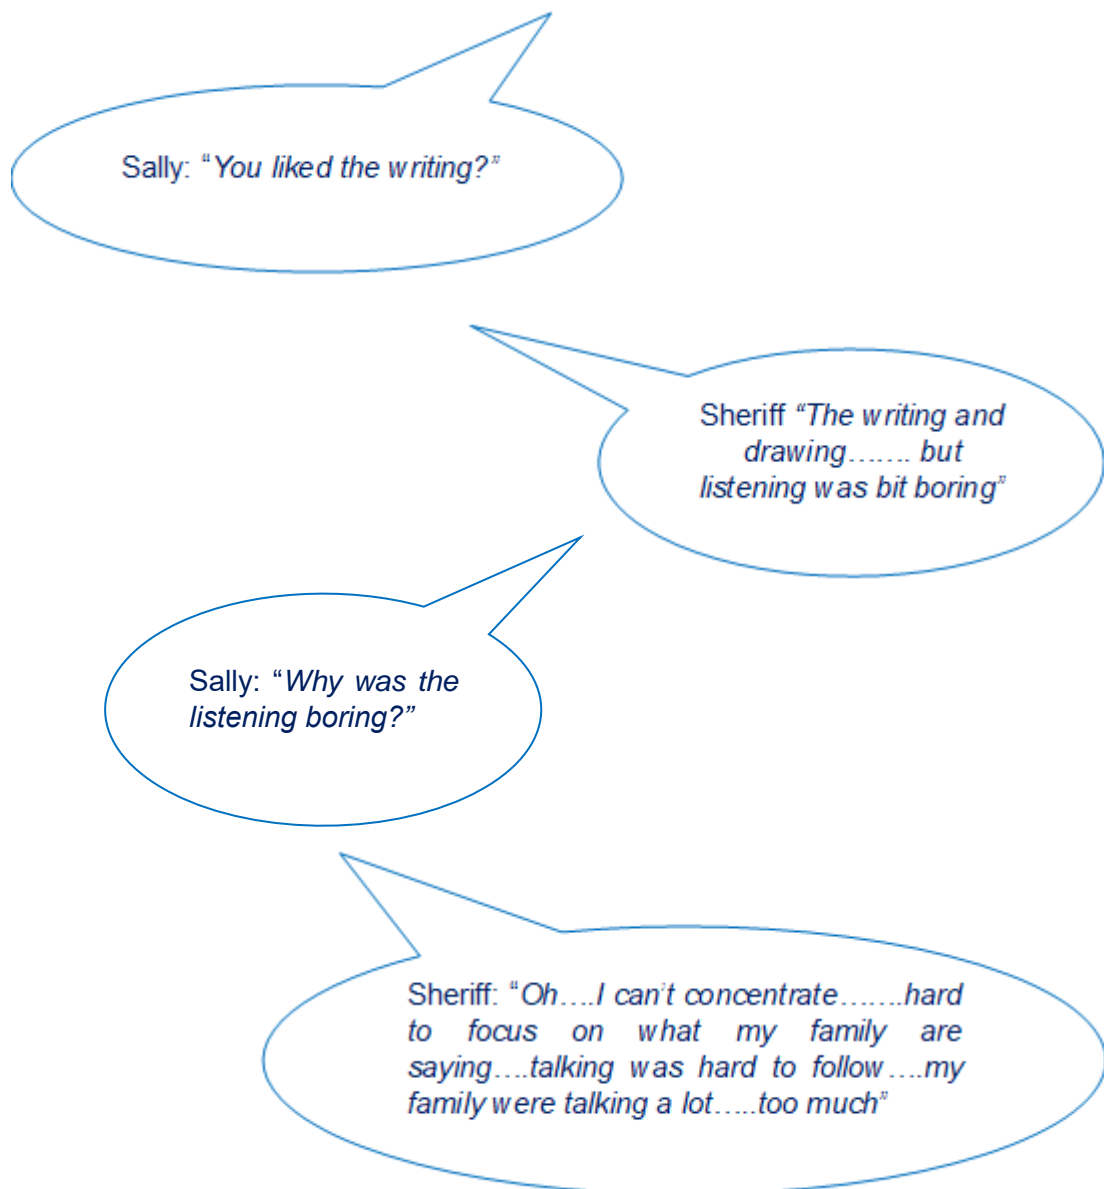 Sally: “You liked the writing?”
Sheriff “The writing and
drawing……. but
listening was bit boring”
Sally: “Why was the
listening boring?”
Sheriff: “Oh….I can’t concentrate…….hard
to focus on what my family are
saying….talking was hard to follow….my
family were talking a lot…..too much”